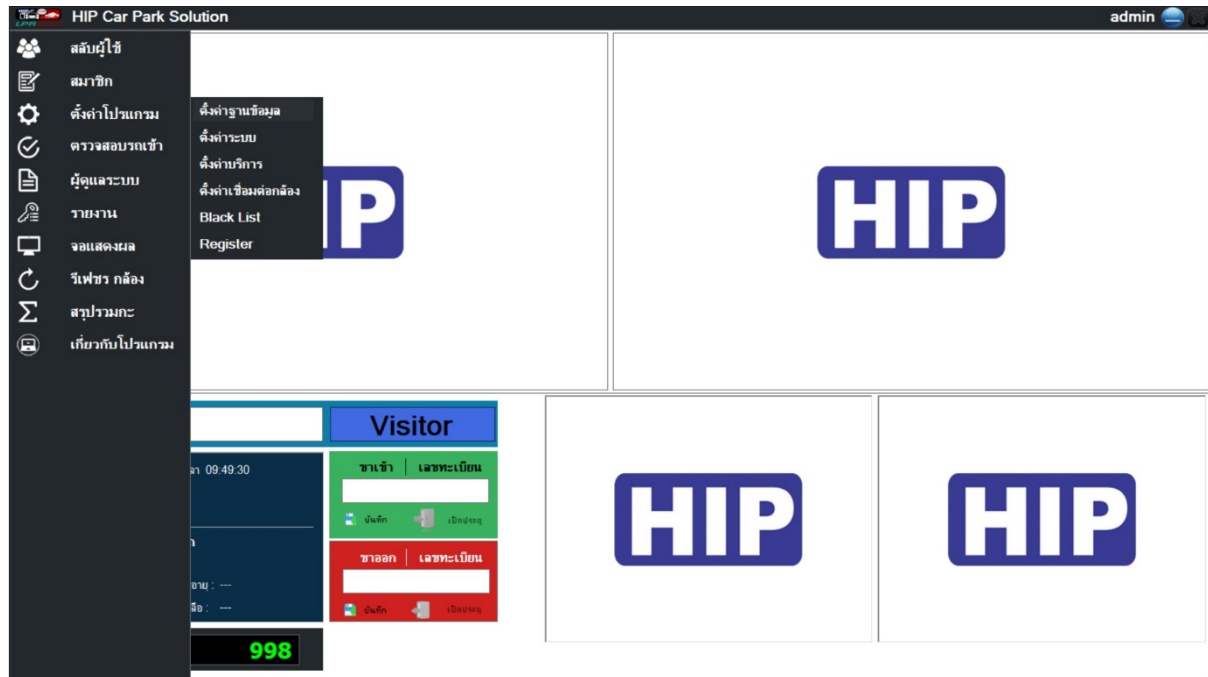 HIP Car Park Solution
admin
สลับผู้ใช้
สมาชิก
ตั้งค่าโปรแกรม
ตรวจสอบรถเข้า
ผู้ดูแลระบบ
รายงาน
จอแสดงผล
รีเฟชร กล้อง
สรุปรวมกะ
เกี่ยวกับโปรแกรม
ตั้งค่าฐานข้อมูล
ตั้งค่าระบบ
ตั้งค่าบริการ
ตั้งค่าเชื่อมต่อกล้อง
Black List
Register
HIP
HIP
Visitor
09:49:30
ขาเข้า | เลขทะเบียน
บันทึก เปิดประตู
ขาออก | เลขทะเบียน
บันทึก เปิดประตู
อายุ : ---
: ---
998
HIP
HIP